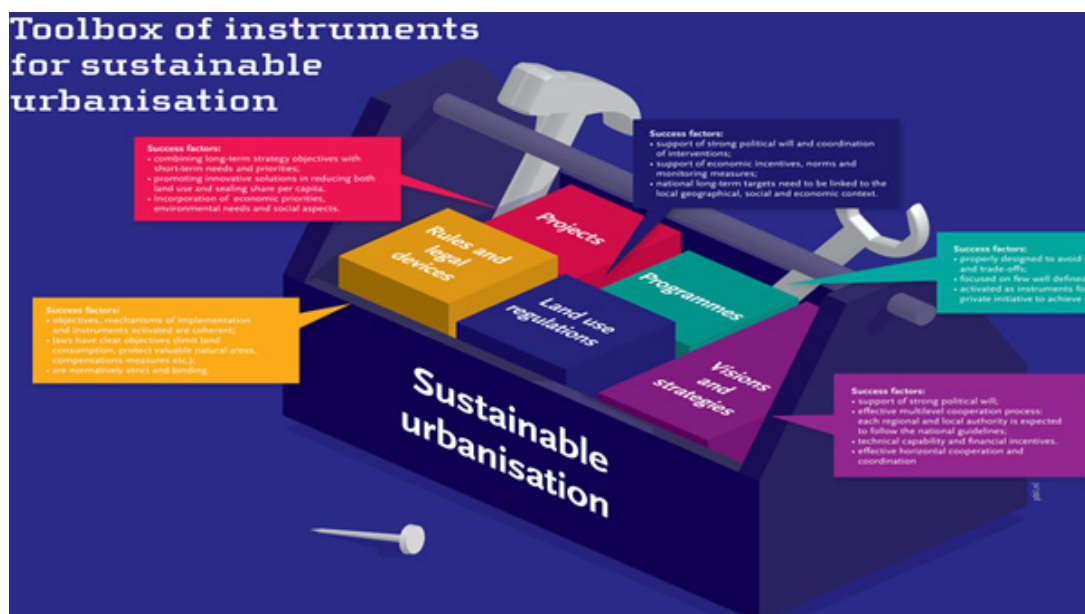 Toolbox of instruments
for sustainable
urbanisation
Success factors:
• combining long-term strategy objectives with
short-term needs and priorities;
• promoting innovative solutions in reducing both
land use and sealing share per capita.
• Incorporation of economic priorities,
environmental needs and social aspects.
Success factors:
• support of strong political will and coordination
of interventions;
• support of economic incentives, norms and
monitoring measures;
• national long-term targets need to be linked to the
local geographical, social and economic context.
Success factors:
• properly designed to avoid
and trade-offs;
• focused on few well defined
• activated as instruments fo
private initiative to achieve
Success factors:
• objectives, mechanisms of implementation
and instruments activated are coherent;
• laws have clear objectives (limit land
consumption, protect valuable natural areas,
compensations measures etc.);
• are normatively strict and binding.
Success factors:
• support of strong political will;
• effective multilevel cooperation process:
each regional and local authority is expected
to follow the national guidelines;
• technical capability and financial incentives.
• effective horizontal cooperation and
coordination
Projects
Rules and
legal
devices
Programmes
Land use
regulations
Visions
and
strategies
Sustainable
urbanisation
pbl.nl